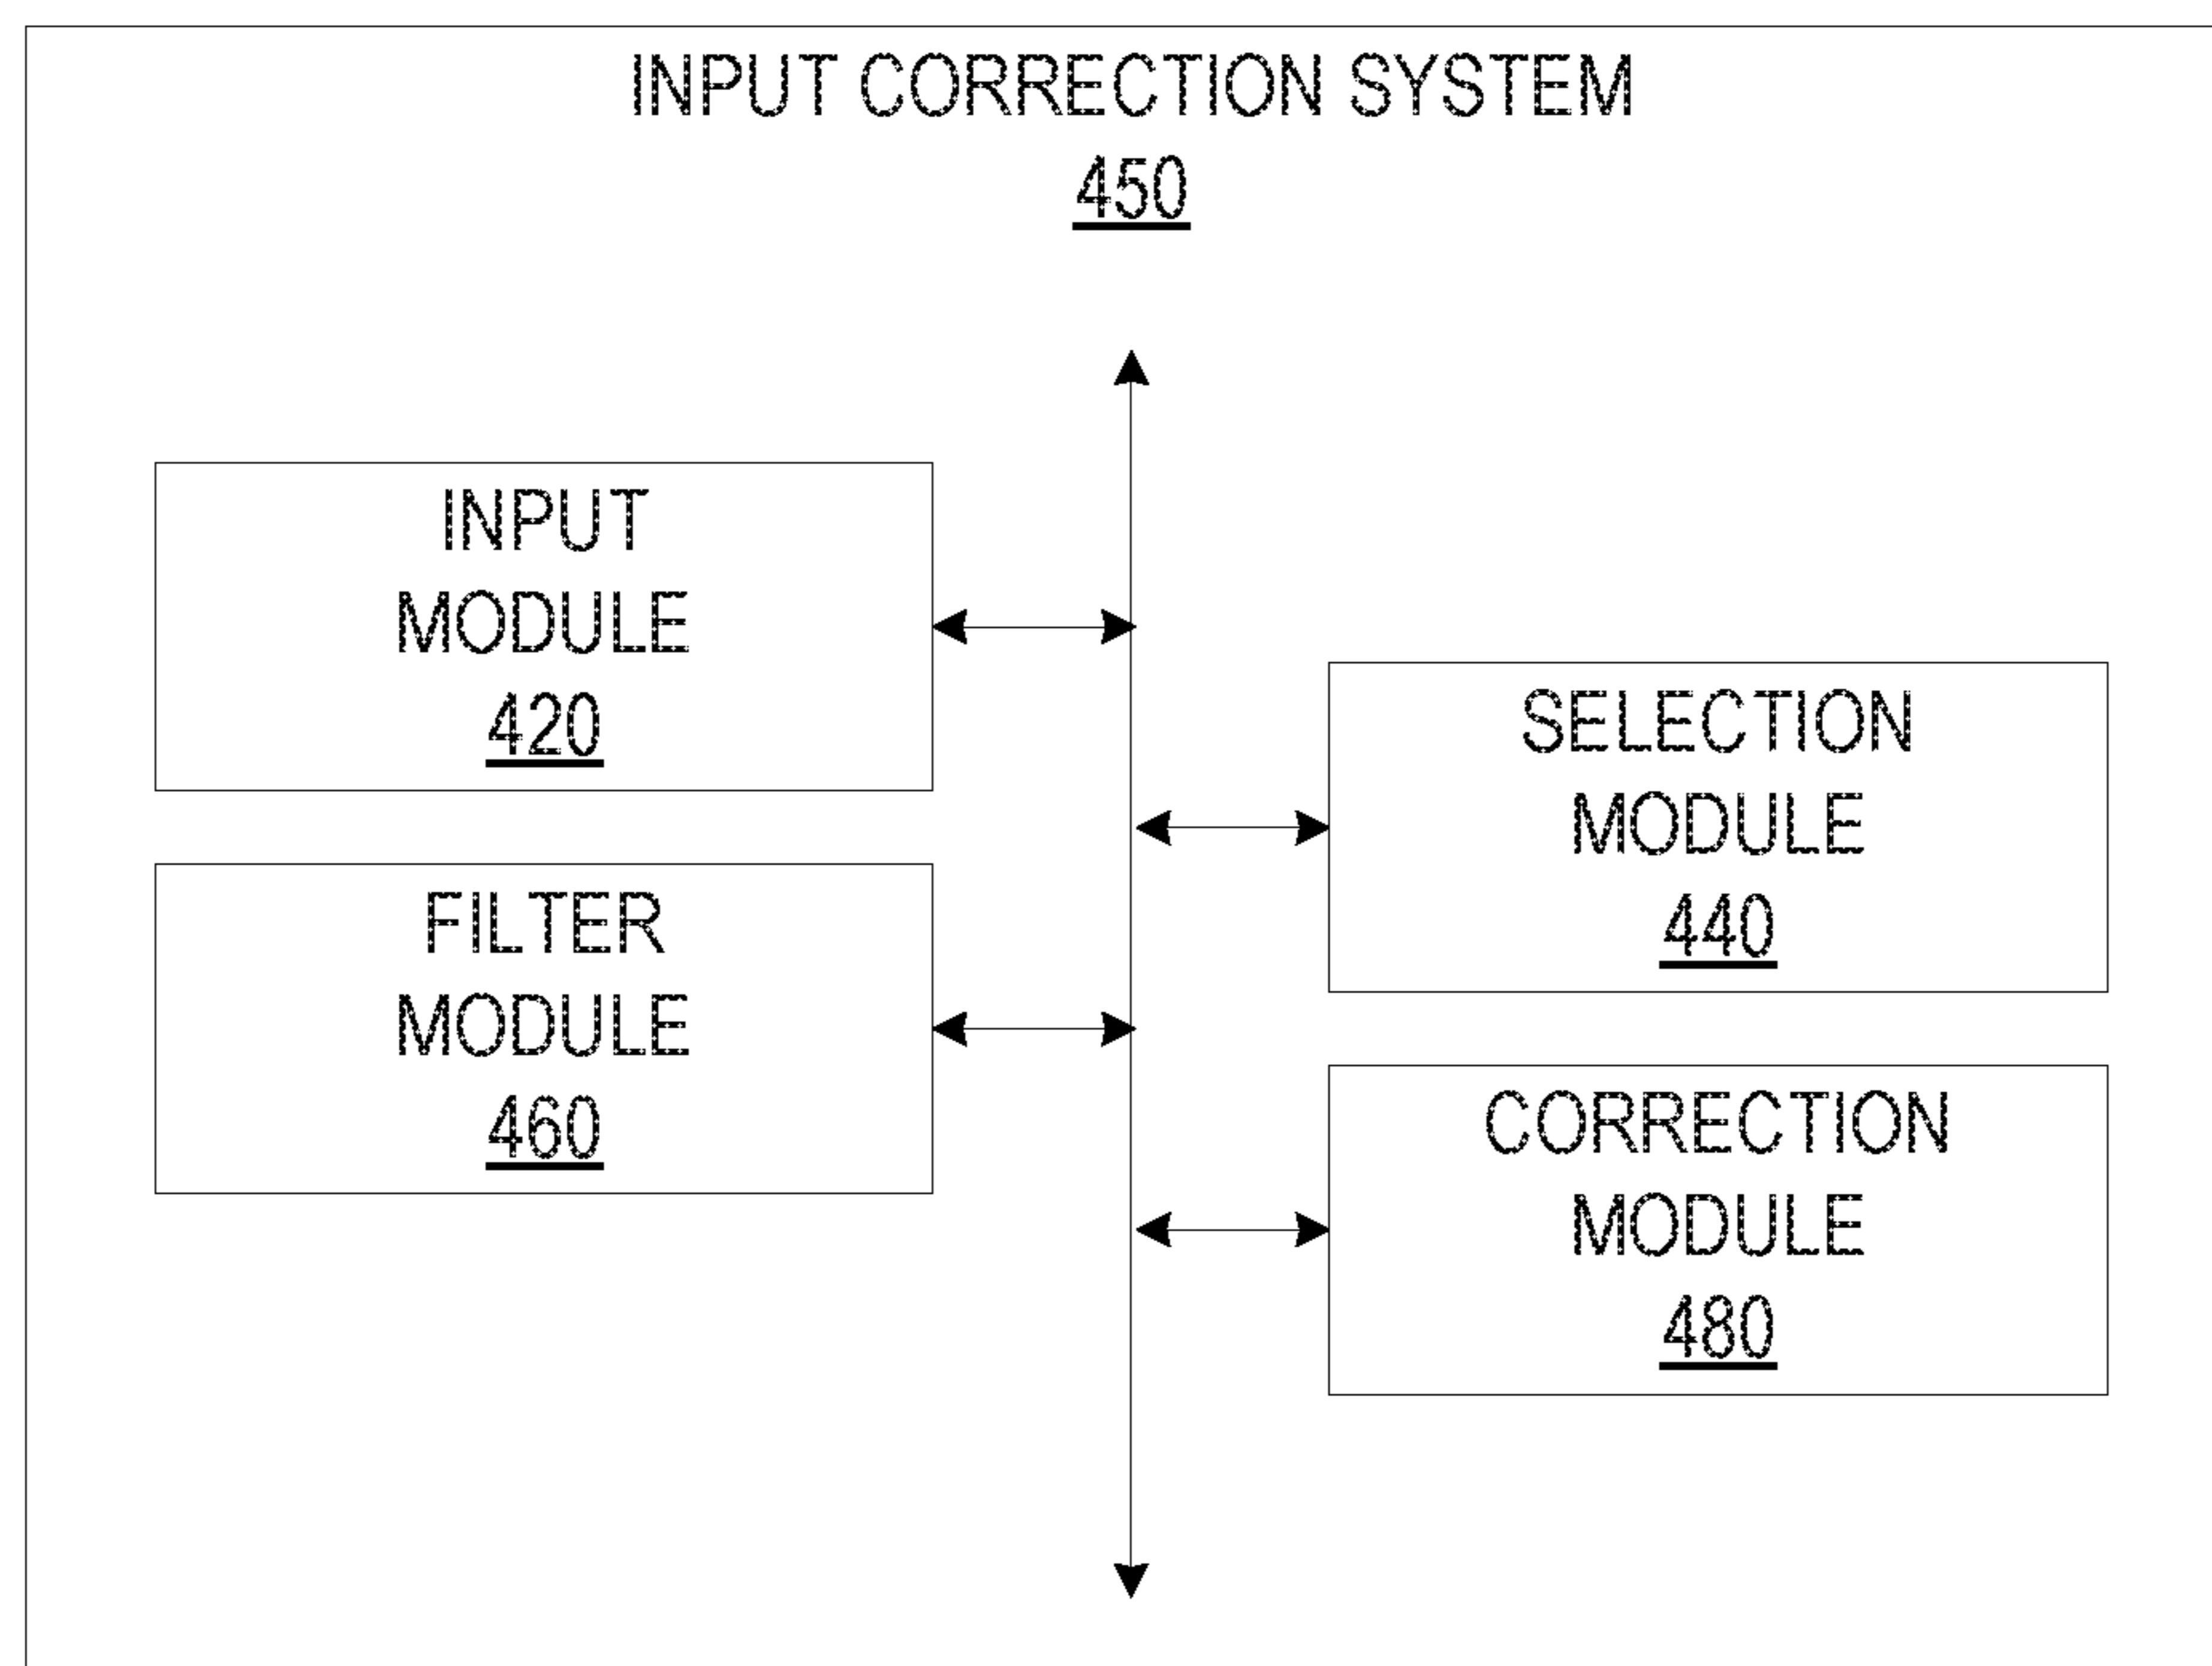 INPUT CORRECTION SYSTEM
450
INPUT
MODULE
420
SELECTION
MODULE
440
FILTER
MODULE
460
CORRECTION
MODULE
480